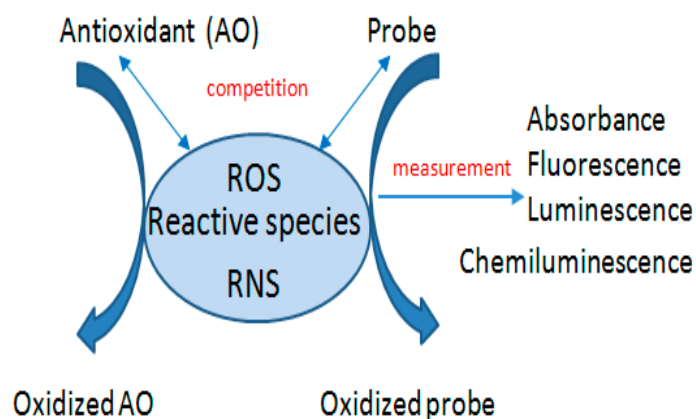 Antioxidant (AO)
Probe
competition
ROS
Reactive species
RNS
measurement
Absorbance
Fluorescence
Luminescence
Chemiluminescence
Oxidized AO
Oxidized probe